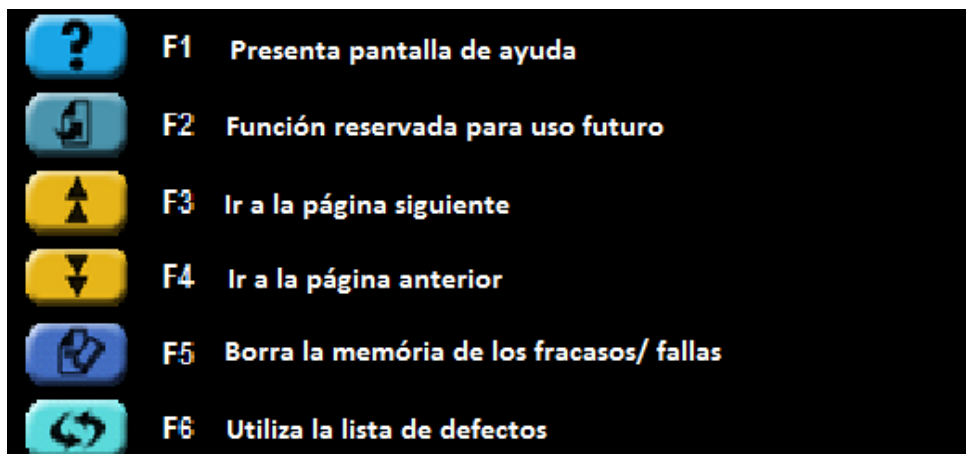 ? F1 Presenta pantalla de ayuda
F2 Función reservada para uso futuro
F3 Ir a la página siguiente
F4 Ir a la página anterior
F5 Borra la memória de los fracasos/ fallas
F6 Utiliza la lista de defectos